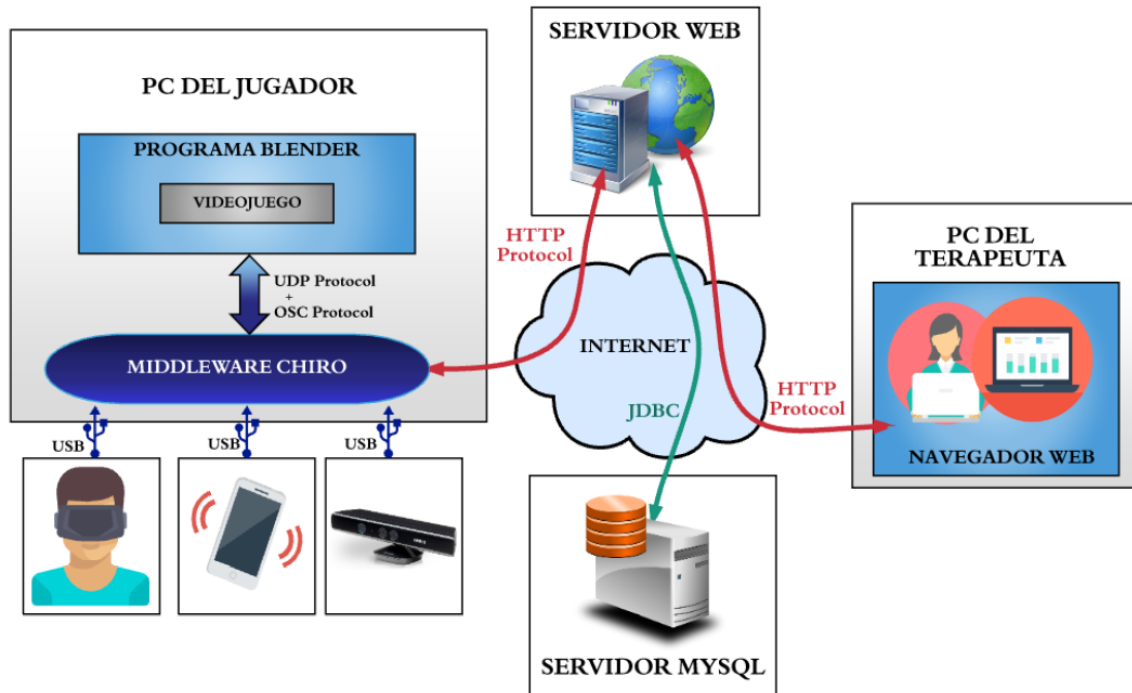 PC DEL JUGADOR
PROGRAMA BLENDER
VIDEOJUEGO
UDP Protocol
+
OSC Protocol
MIDDLEWARE CHIRO
USB
USB
USB
SERVIDOR WEB
HTTP
Protocol
INTERNET
JDBC
HTTP
Protocol
SERVIDOR MYSQL
PC DEL
TERAPEUTA
NAVEGADOR WEB